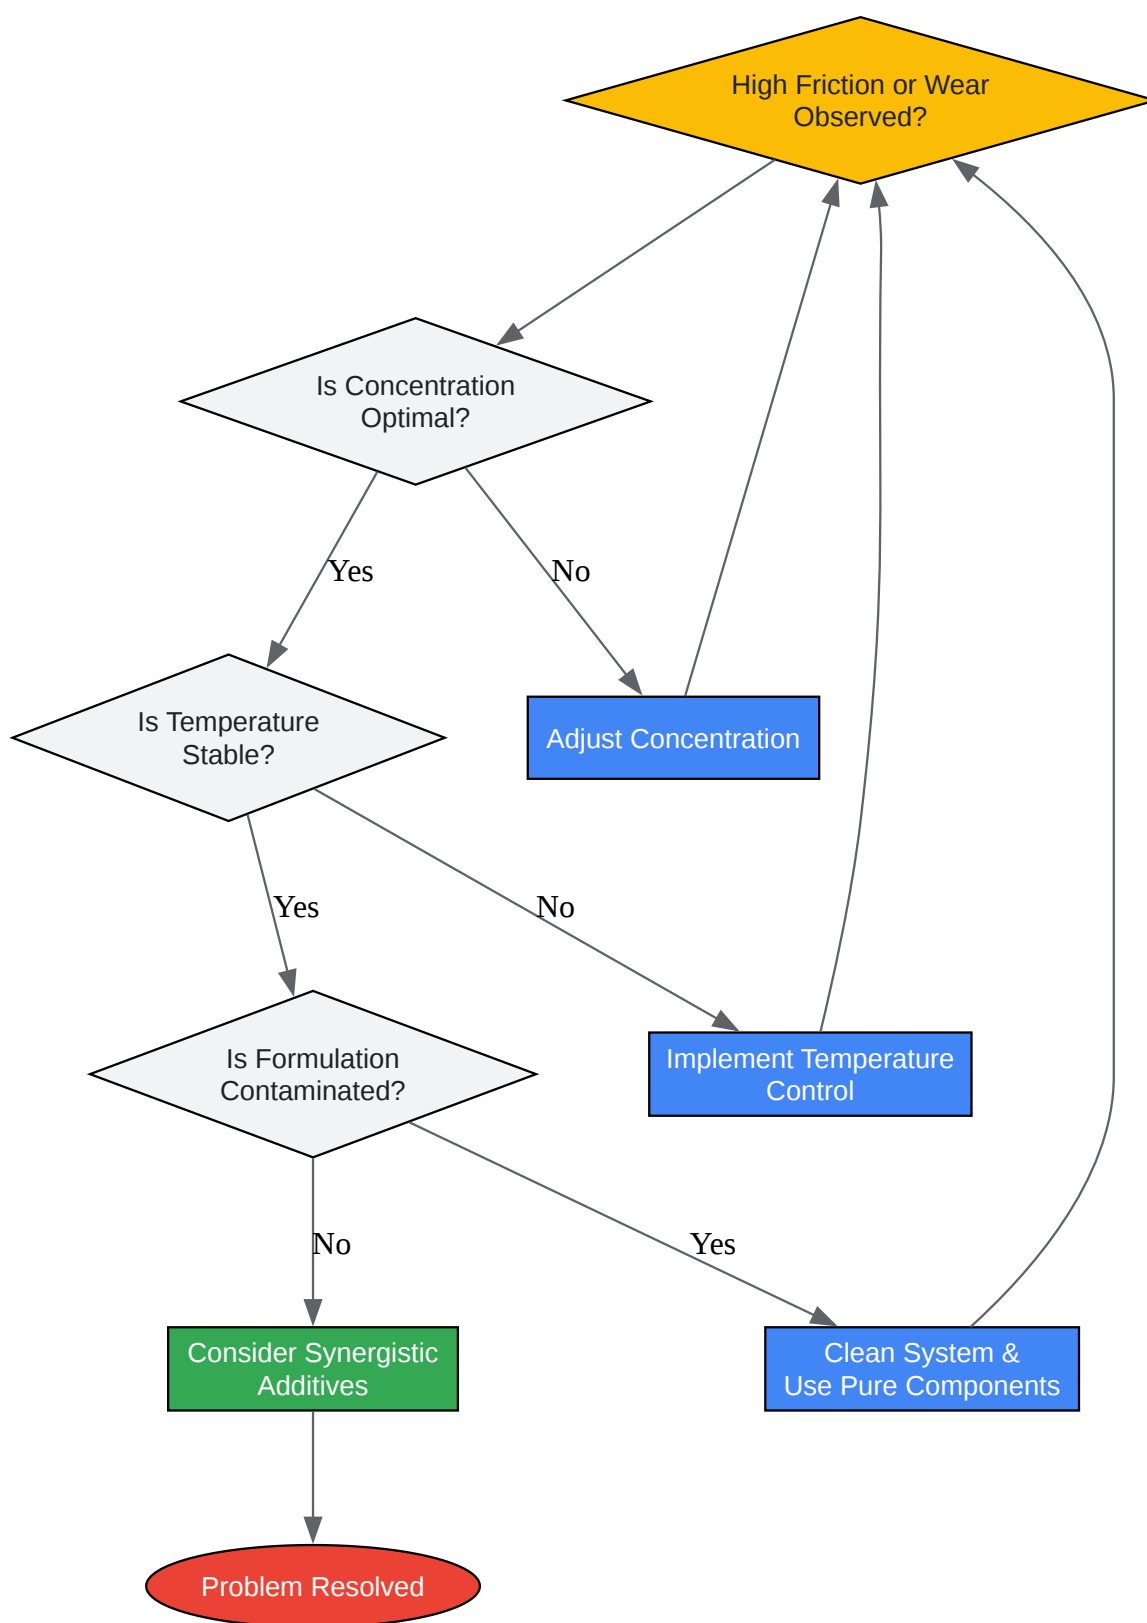 High Friction or Wear
Observed?
Is Concentration
Optimal?
Yes
No
Is Temperature
Stable?
Adjust Concentration
Yes
No
Is Formulation
Contaminated?
Implement Temperature
Control
No
Yes
Consider Synergistic
Additives
Clean System &
Use Pure Components
Problem Resolved